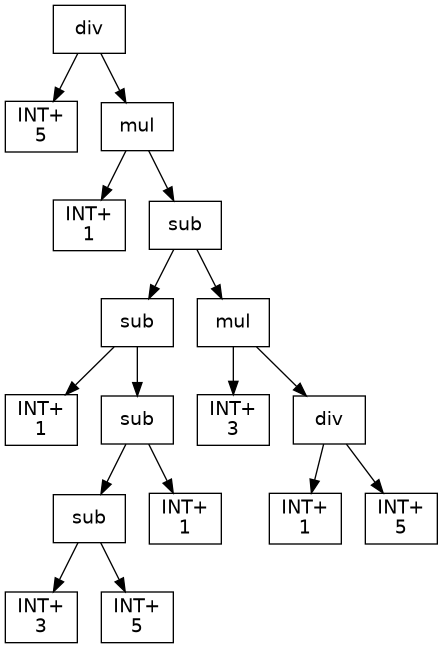 div
INT+
5
mul
INT+
1
sub
sub
mul
INT+
1
sub
INT+
3
div
sub
INT+
1
INT+
1
INT+
5
INT+
3
INT+
5